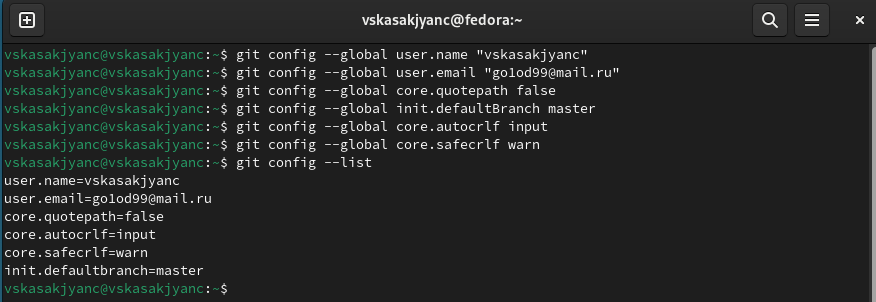 vskasakjyanc@fedora:~
vskasakjyanc@vskasakjyanc:~$ git config --global user.name "vskasakjyanc"
vskasakjyanc@vskasakjyanc:~$ git config --global user.email "go1od99@mail.ru"
vskasakjyanc@vskasakjyanc:~$ git config --global core.quotepath false
vskasakjyanc@vskasakjyanc:~$ git config --global init.defaultBranch master
vskasakjyanc@vskasakjyanc:~$ git config --global core.autocrlf input
vskasakjyanc@vskasakjyanc:~$ git config --global core.safecrlf warn
vskasakjyanc@vskasakjyanc:~$ git config --list
user.name=vskasakjyanc
user.email=go1od99@mail.ru
core.quotepath=false
core.autocrlf=input
core.safecrlf=warn
init.defaultbranch=master
vskasakjyanc@vskasakjyanc:~$